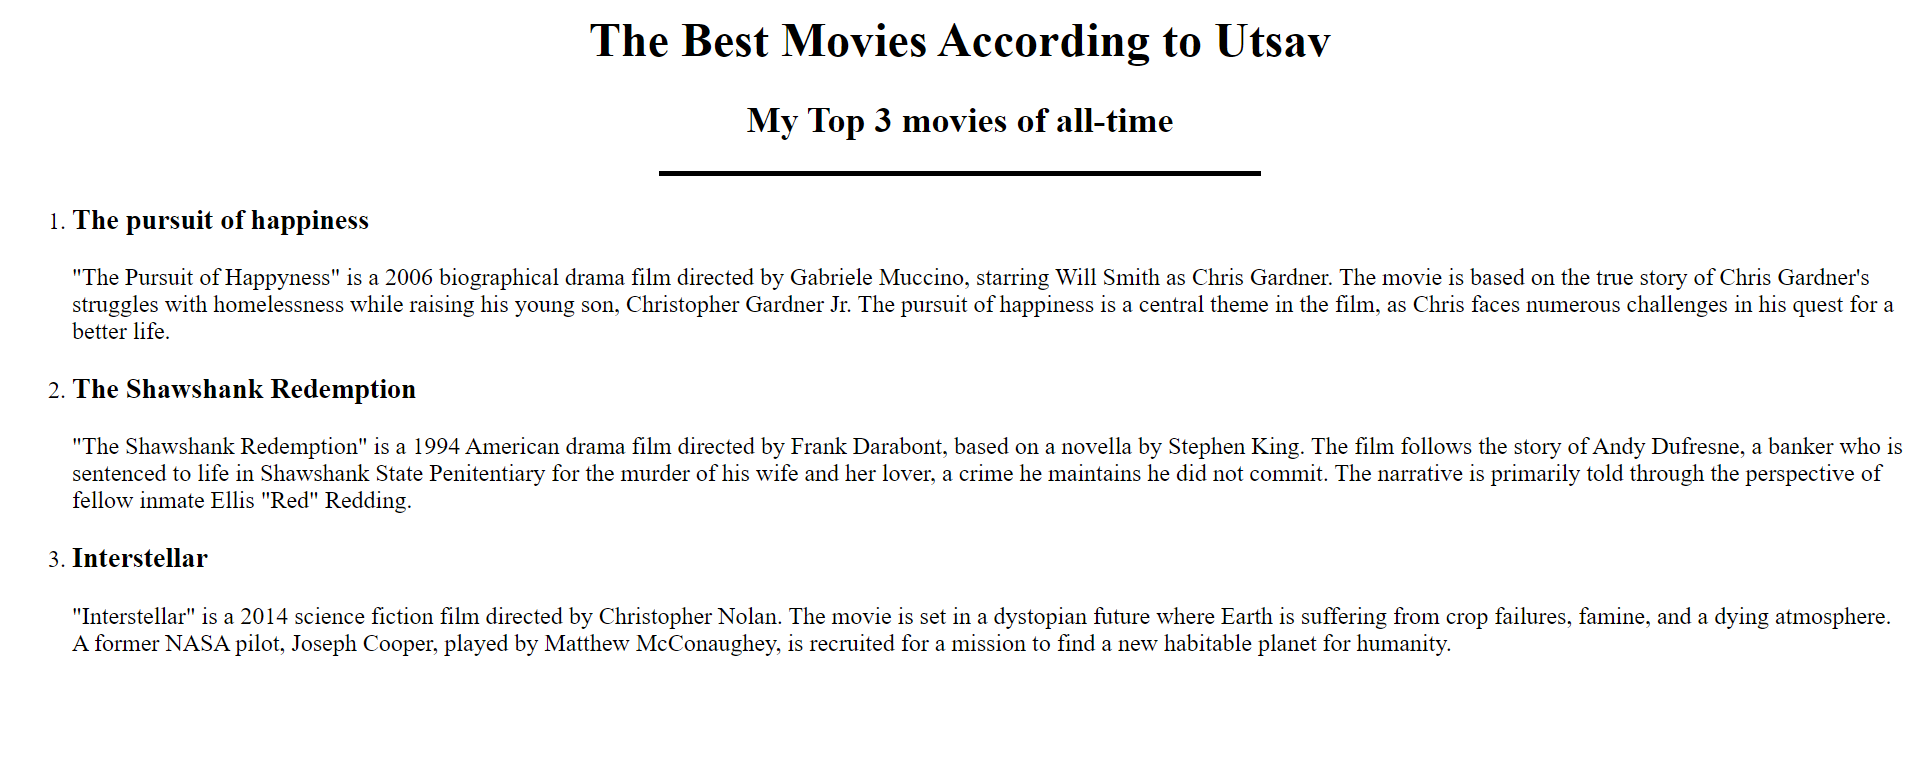 The Best Movies According to Utsav
My Top 3 movies of all-time
1. The pursuit of happiness
"The Pursuit of Happyness" is a 2006 biographical drama film directed by Gabriele Muccino, starring Will Smith as Chris Gardner. The movie is based on the true story of Chris Gardner's
struggles with homelessness while raising his young son, Christopher Gardner Jr. The pursuit of happiness is a central theme in the film, as Chris faces numerous challenges in his quest for a
better life.
2. The Shawshank Redemption
"The Shawshank Redemption" is a 1994 American drama film directed by Frank Darabont, based on a novella by Stephen King. The film follows the story of Andy Dufresne, a banker who is
sentenced to life in Shawshank State Penitentiary for the murder of his wife and her lover, a crime he maintains he did not commit. The narrative is primarily told through the perspective of
fellow inmate Ellis "Red" Redding.
3. Interstellar
"Interstellar" is a 2014 science fiction film directed by Christopher Nolan. The movie is set in a dystopian future where Earth is suffering from crop failures, famine, and a dying atmosphere.
A former NASA pilot, Joseph Cooper, played by Matthew McConaughey, is recruited for a mission to find a new habitable planet for humanity.